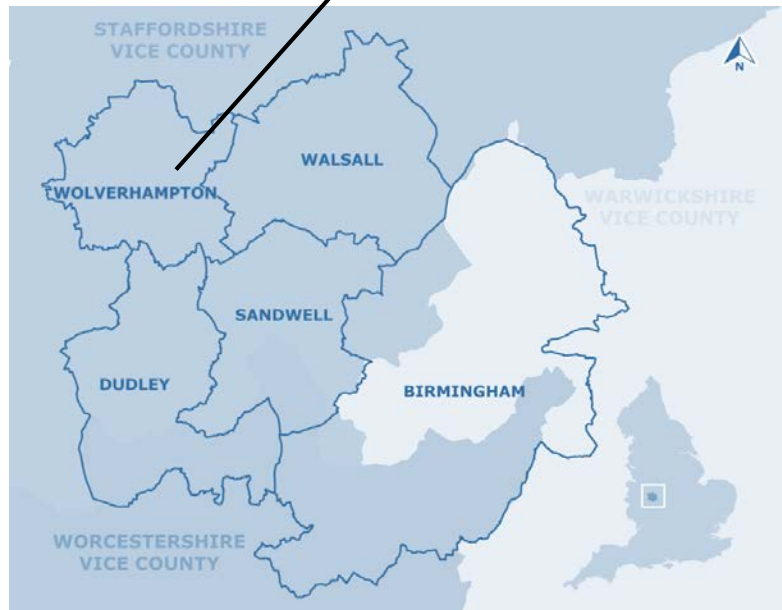 STAFFORDSHIRE
VICE COUNTY
N
WALSALL
WOLVERHAMPTON
WARWICKSHIRE
VICE COUNTY
SANDWELL
DUDLEY
BIRMINGHAM
WORCESTERSHIRE
VICE COUNTY